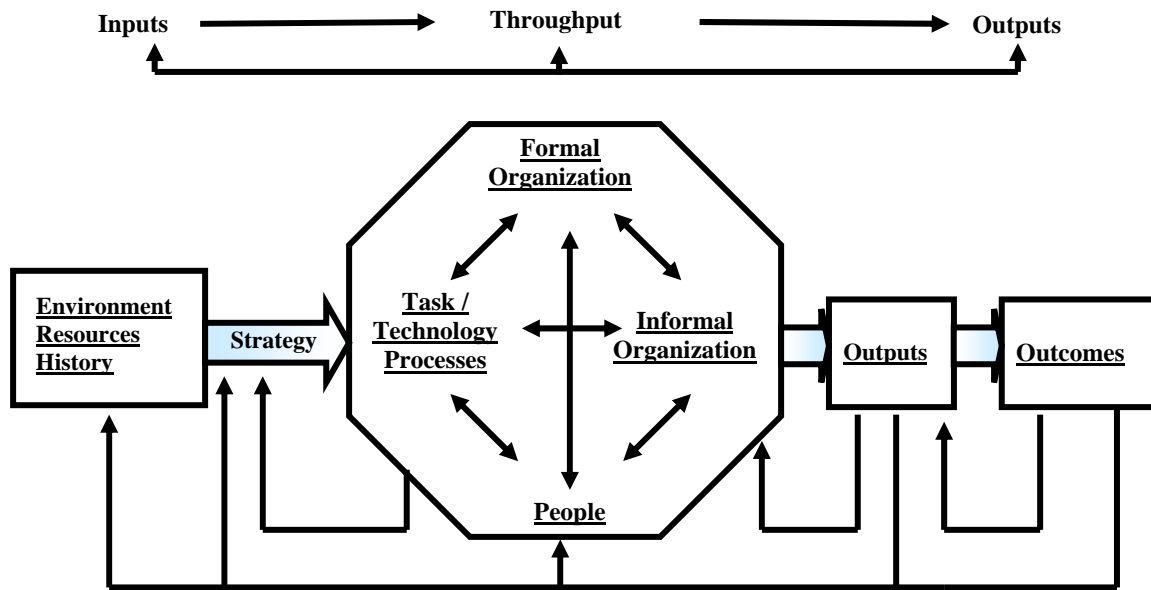 Inputs
Throughput
Outputs
Formal
Organization
Environment
Resources
History
Strategy
Task /
Technology
Processes
Informal
Organization
Outputs
Outcomes
People